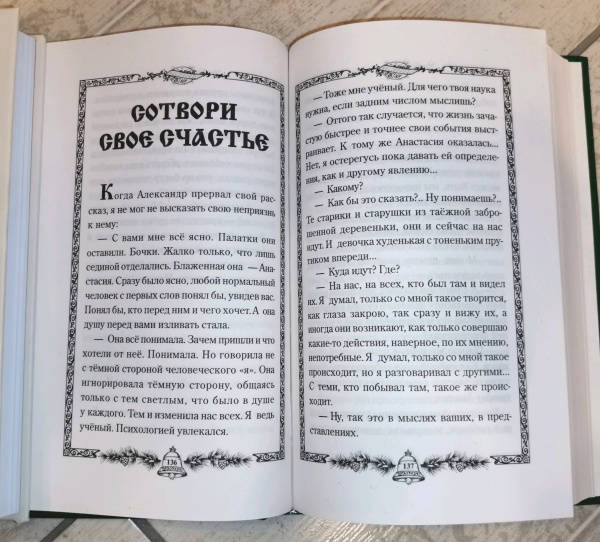 СОТВОРИ
СВОЕ СЧАСТЬЕ
Когда Александр прервал свой рас-
сказ, я не мог не высказать свою неприязнь
к нему:
— С вами мне всё ясно. Палатки они
оставили. Бочки. Жалко только, что лишь
сединой отделались. Блаженная она — Ана-
стасия. Сразу было ясно, любой нормальный
человек с первых слов понял бы, увидев вас.
Понял бы, кто перед ним и чего хочет. А она
душу перед вами изливать стала.
— Она всё понимала. Зачем пришли и что
хотели от неё. Понимала. Но говорила не
с тёмной стороной человеческого «я». Она
игнорировала тёмную сторону, общаясь
только с тем светлым, что было в душе
у каждого. Тем и изменила нас всех. Я ведь
учёный. Психологией увлекался.
136
— Тоже мне учёный. Для чего твоя наука
нужна, если задним числом мыслишь?
— Оттого так случается, что жизнь зача-
стую быстрее и точнее свои события выст-
раивает. К тому же Анастасия оказалась...
Нет, я остерегусь пока давать ей определе-
ния, как и другому явлению...
— Какому?
— Как бы это сказать?.. Ну понимаешь?..
Те старики и старушки из таёжной забро-
шенной деревеньки, они и сейчас на нас
идут. И девочка худенькая с тоненьким пру-
тиком впереди...
— Куда идут? Где?
— На нас, на всех, кто был там и видел
их. Я думал, только со мной такое творится,
как глаза закрою, так сразу и вижу их, а
иногда они возникают, как только совершаю
какие-то действия, наверное, по их мнению,
непотребные. Я думал, только со мной такое
происходит, но я разговаривал с другими...
С теми, кто побывал там, такое же проис-
ходит.
— Ну, так это в мыслях ваших, в пред-
ставлениях.
137